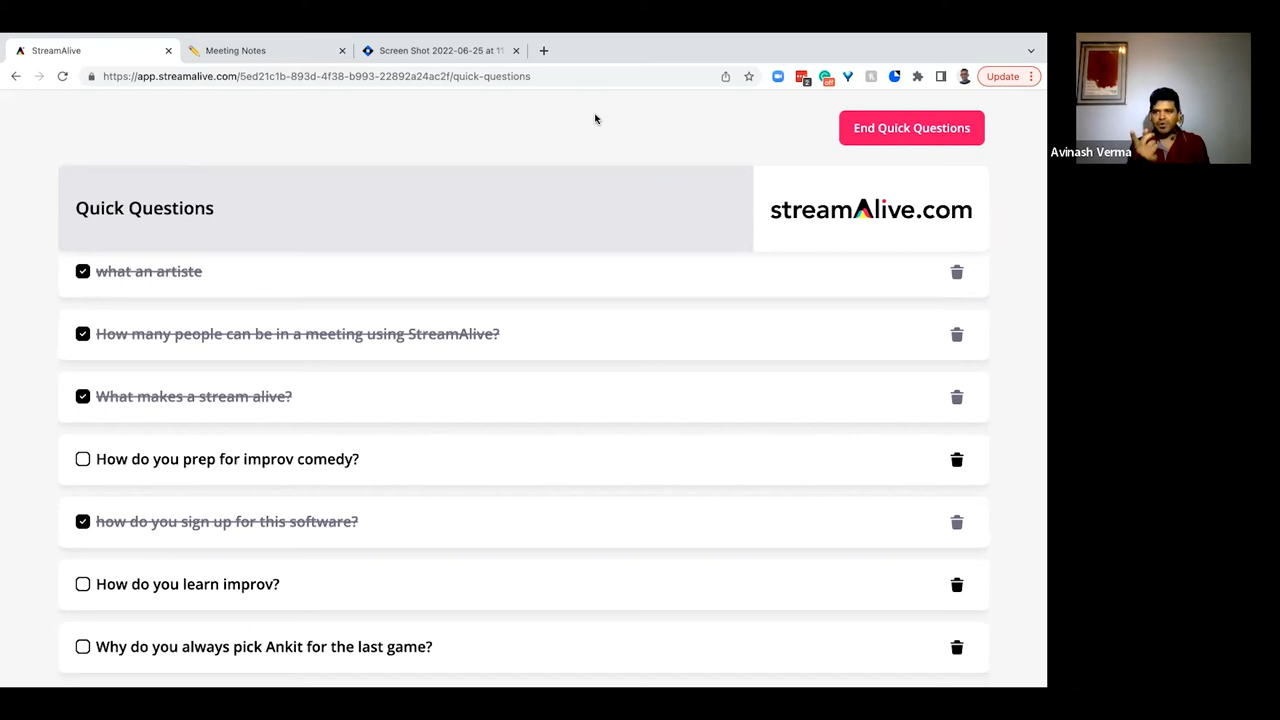 StreamAlive
Meeting Notes
Screen Shot 2022-06-25 at 11
https://app.streamalive.com/5ed21c1b-893d-4f38-b993-22892a24ac2f/quick-questions
2
off
Update
End Quick Questions
Avinash Verma
Quick Questions
streamAlive.com
what an artiste
How many people can be in a meeting using StreamAlive?
What makes a stream alive?
How do you prep for improv comedy?
how do you sign up for this software?
How do you learn improv?
Why do you always pick Ankit for the last game?